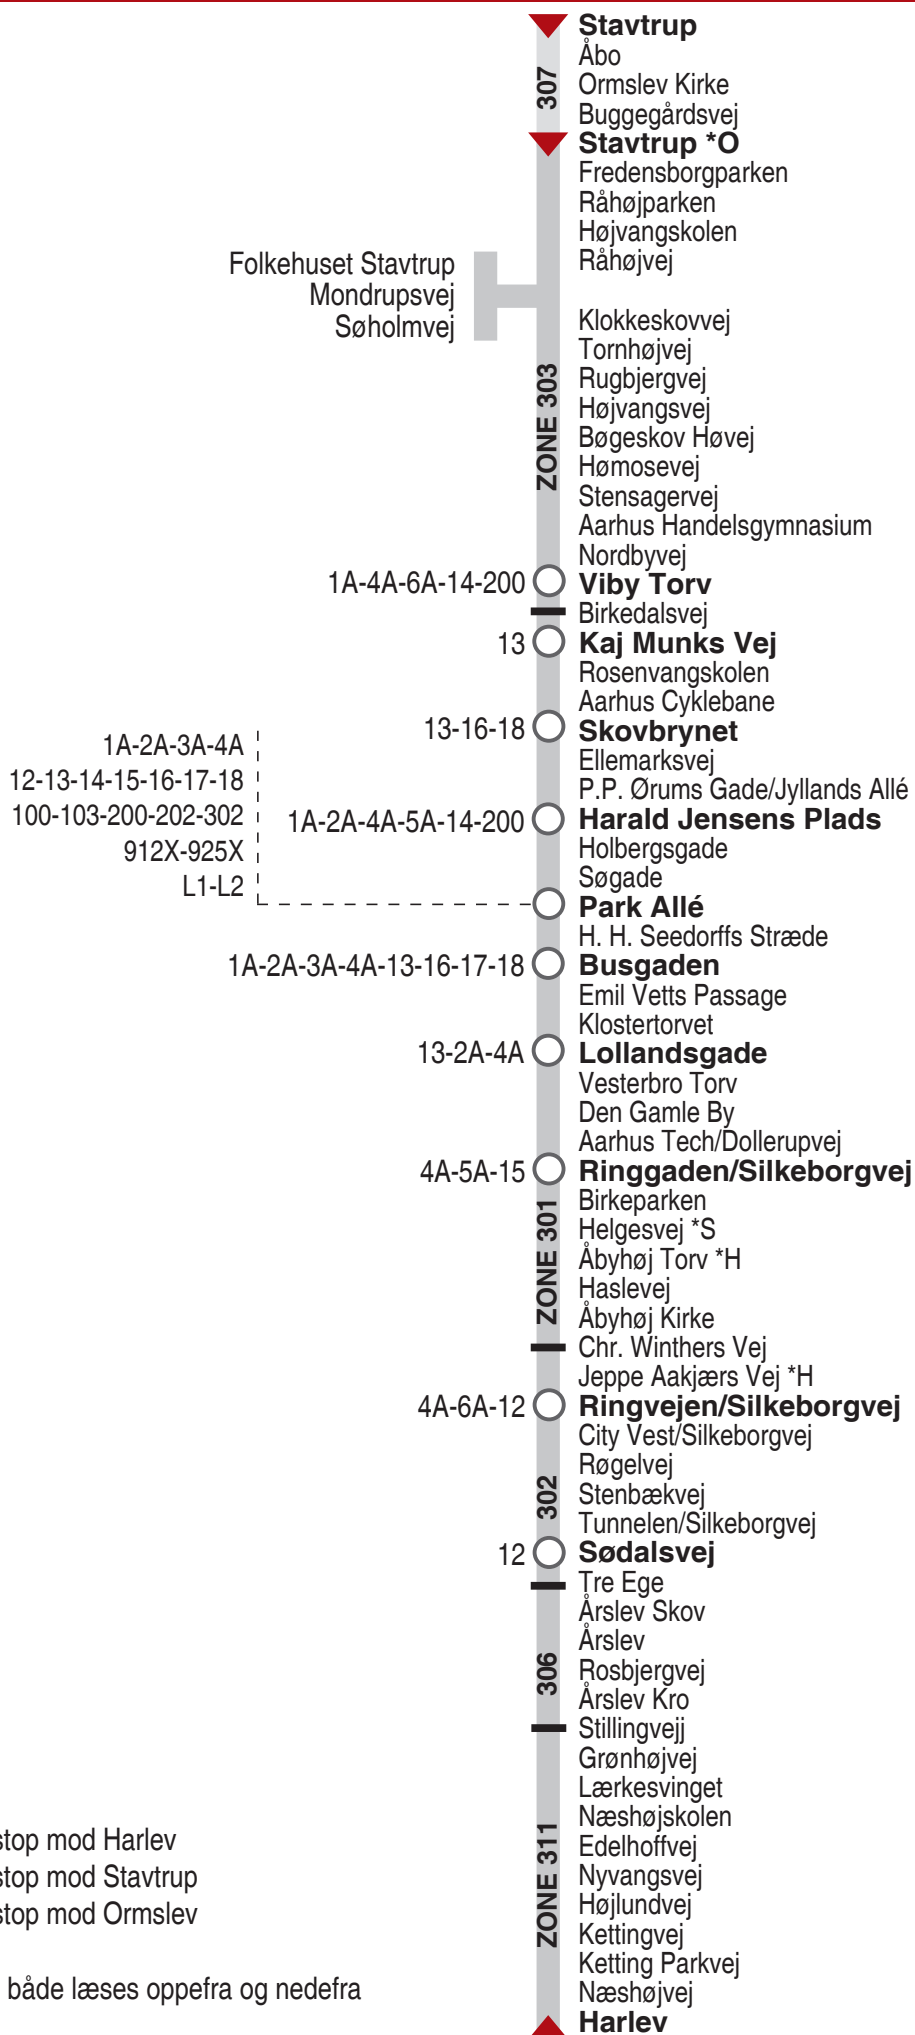 Stavtrup
Åbo
Ormslev Kirke
Buggegårdsvej
307
Stavtrup *O
Fredensborgparken
Råhøjparken
Højvangskolen
Råhøjvej
Folkehuset Stavtrup
Mondrupsvej
Søholmvej
Klokkeskovvej
Tornhøjvej
Rugbjergvej
Højvangsvej
Bøgeskov Høvej
Hømosevej
Stensagervej
Aarhus Handelsgymnasium
Nordbyvej
ZONE 303
1A-4A-6A-14-200 Viby Torv
Birkedalsvej
13 Kaj Munks Vej
Rosenvangskolen
Aarhus Cyklebane
13-16-18 Skovbrynet
Ellemarksvej
P.P. Ørums Gade/Jyllands Allé
1A-2A-4A-5A-14-200 Harald Jensens Plads
Holbergsgade
Søgade
1A-2A-3A-4A
12-13-14-15-16-17-18
100-103-200-202-302
912X-925X
L1-L2
Park Allé
H. H. Seedorffs Stræde
1A-2A-3A-4A-13-16-17-18 Busgaden
Emil Vetts Passage
Klostertorvet
13-2A-4A Lollandsgade
Vesterbro Torv
Den Gamle By
Aarhus Tech/Dollerupvej
4A-5A-15 Ringgaden/Silkeborgvej
Birkeparken
Helgesvej *S
Åbyhøj Torv *H
Haslevej
Åbyhøj Kirke
ZONE 301
Chr. Winthers Vej
Jeppe Aakjærs Vej *H
4A-6A-12 Ringvejen/Silkeborgvej
City Vest/Silkeborgvej
Røgelvej
Stenbækvej
Tunnelen/Silkeborgvej
302
12 Sødalsvej
Tre Ege
Årslev Skov
Årslev
Rosbjergvej
Årslev Kro
306
Stillingvejj
Grønhøjvej
Lærkesvinget
Næshøjskolen
Edelhoffvej
Nyvangsvej
Højlundvej
Kettingvej
Ketting Parkvej
Næshøjvej
ZONE 311
Harlev
stop mod Harlev
stop mod Stavtrup
stop mod Ormslev
både læses oppefra og nedefra